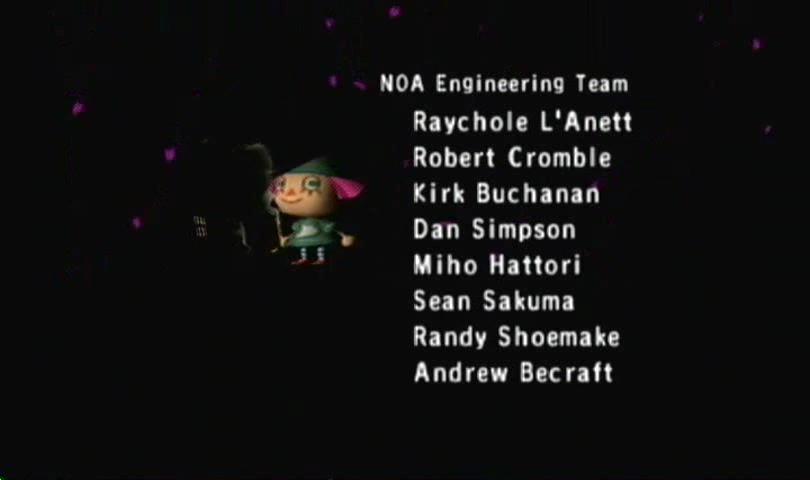 NOA Engineering Team
Raychole L'Anett
Robert Cromble
Kirk Buchanan
Dan Simpson
Miho Hattori
Sean Sakuma
Randy Shoemake
Andrew Becraft